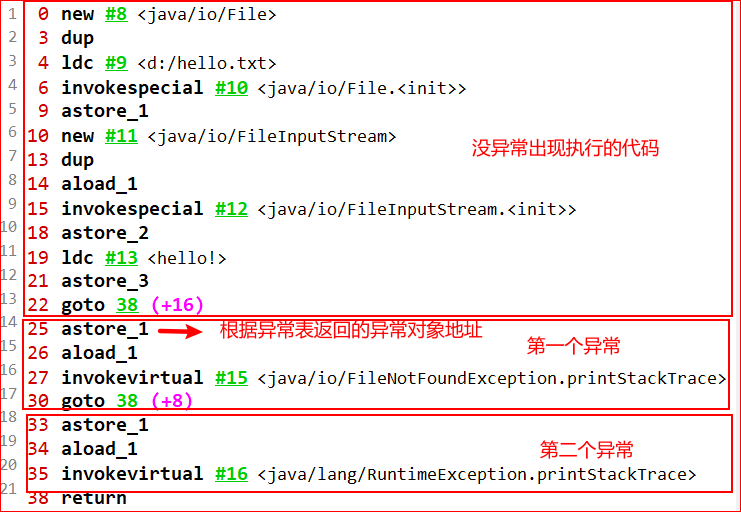 1 0 new #8 <java/io/File>
2 3 dup
3 4 ldc #9 <d:/hello.txt>
4 6 invokespecial #10 <java/io/File.<init>>
5 9 astore_1
6 10 new #11 <java/io/FileInputStream>
7 13 dup
没异常出现执行的代码
8 14 aload_1
9 15 invokespecial #12 <java/io/FileInputStream.<init>>
10 18 astore_2
11 19 ldc #13 <hello!>
12 21 astore_3
13 22 goto 38 (+16)
14 25 astore_1 根据异常表返回的异常对象地址
15 26 aload_1 第一个异常
16 27 invokevirtual #15 <java/io/FileNotFoundException.printStackTrace>
17 30 goto 38 (+8)
18 33 astore_1
19 34 aload_1 第二个异常
20 35 invokevirtual #16 <java/lang/RuntimeException.printStackTrace>
21 38 return